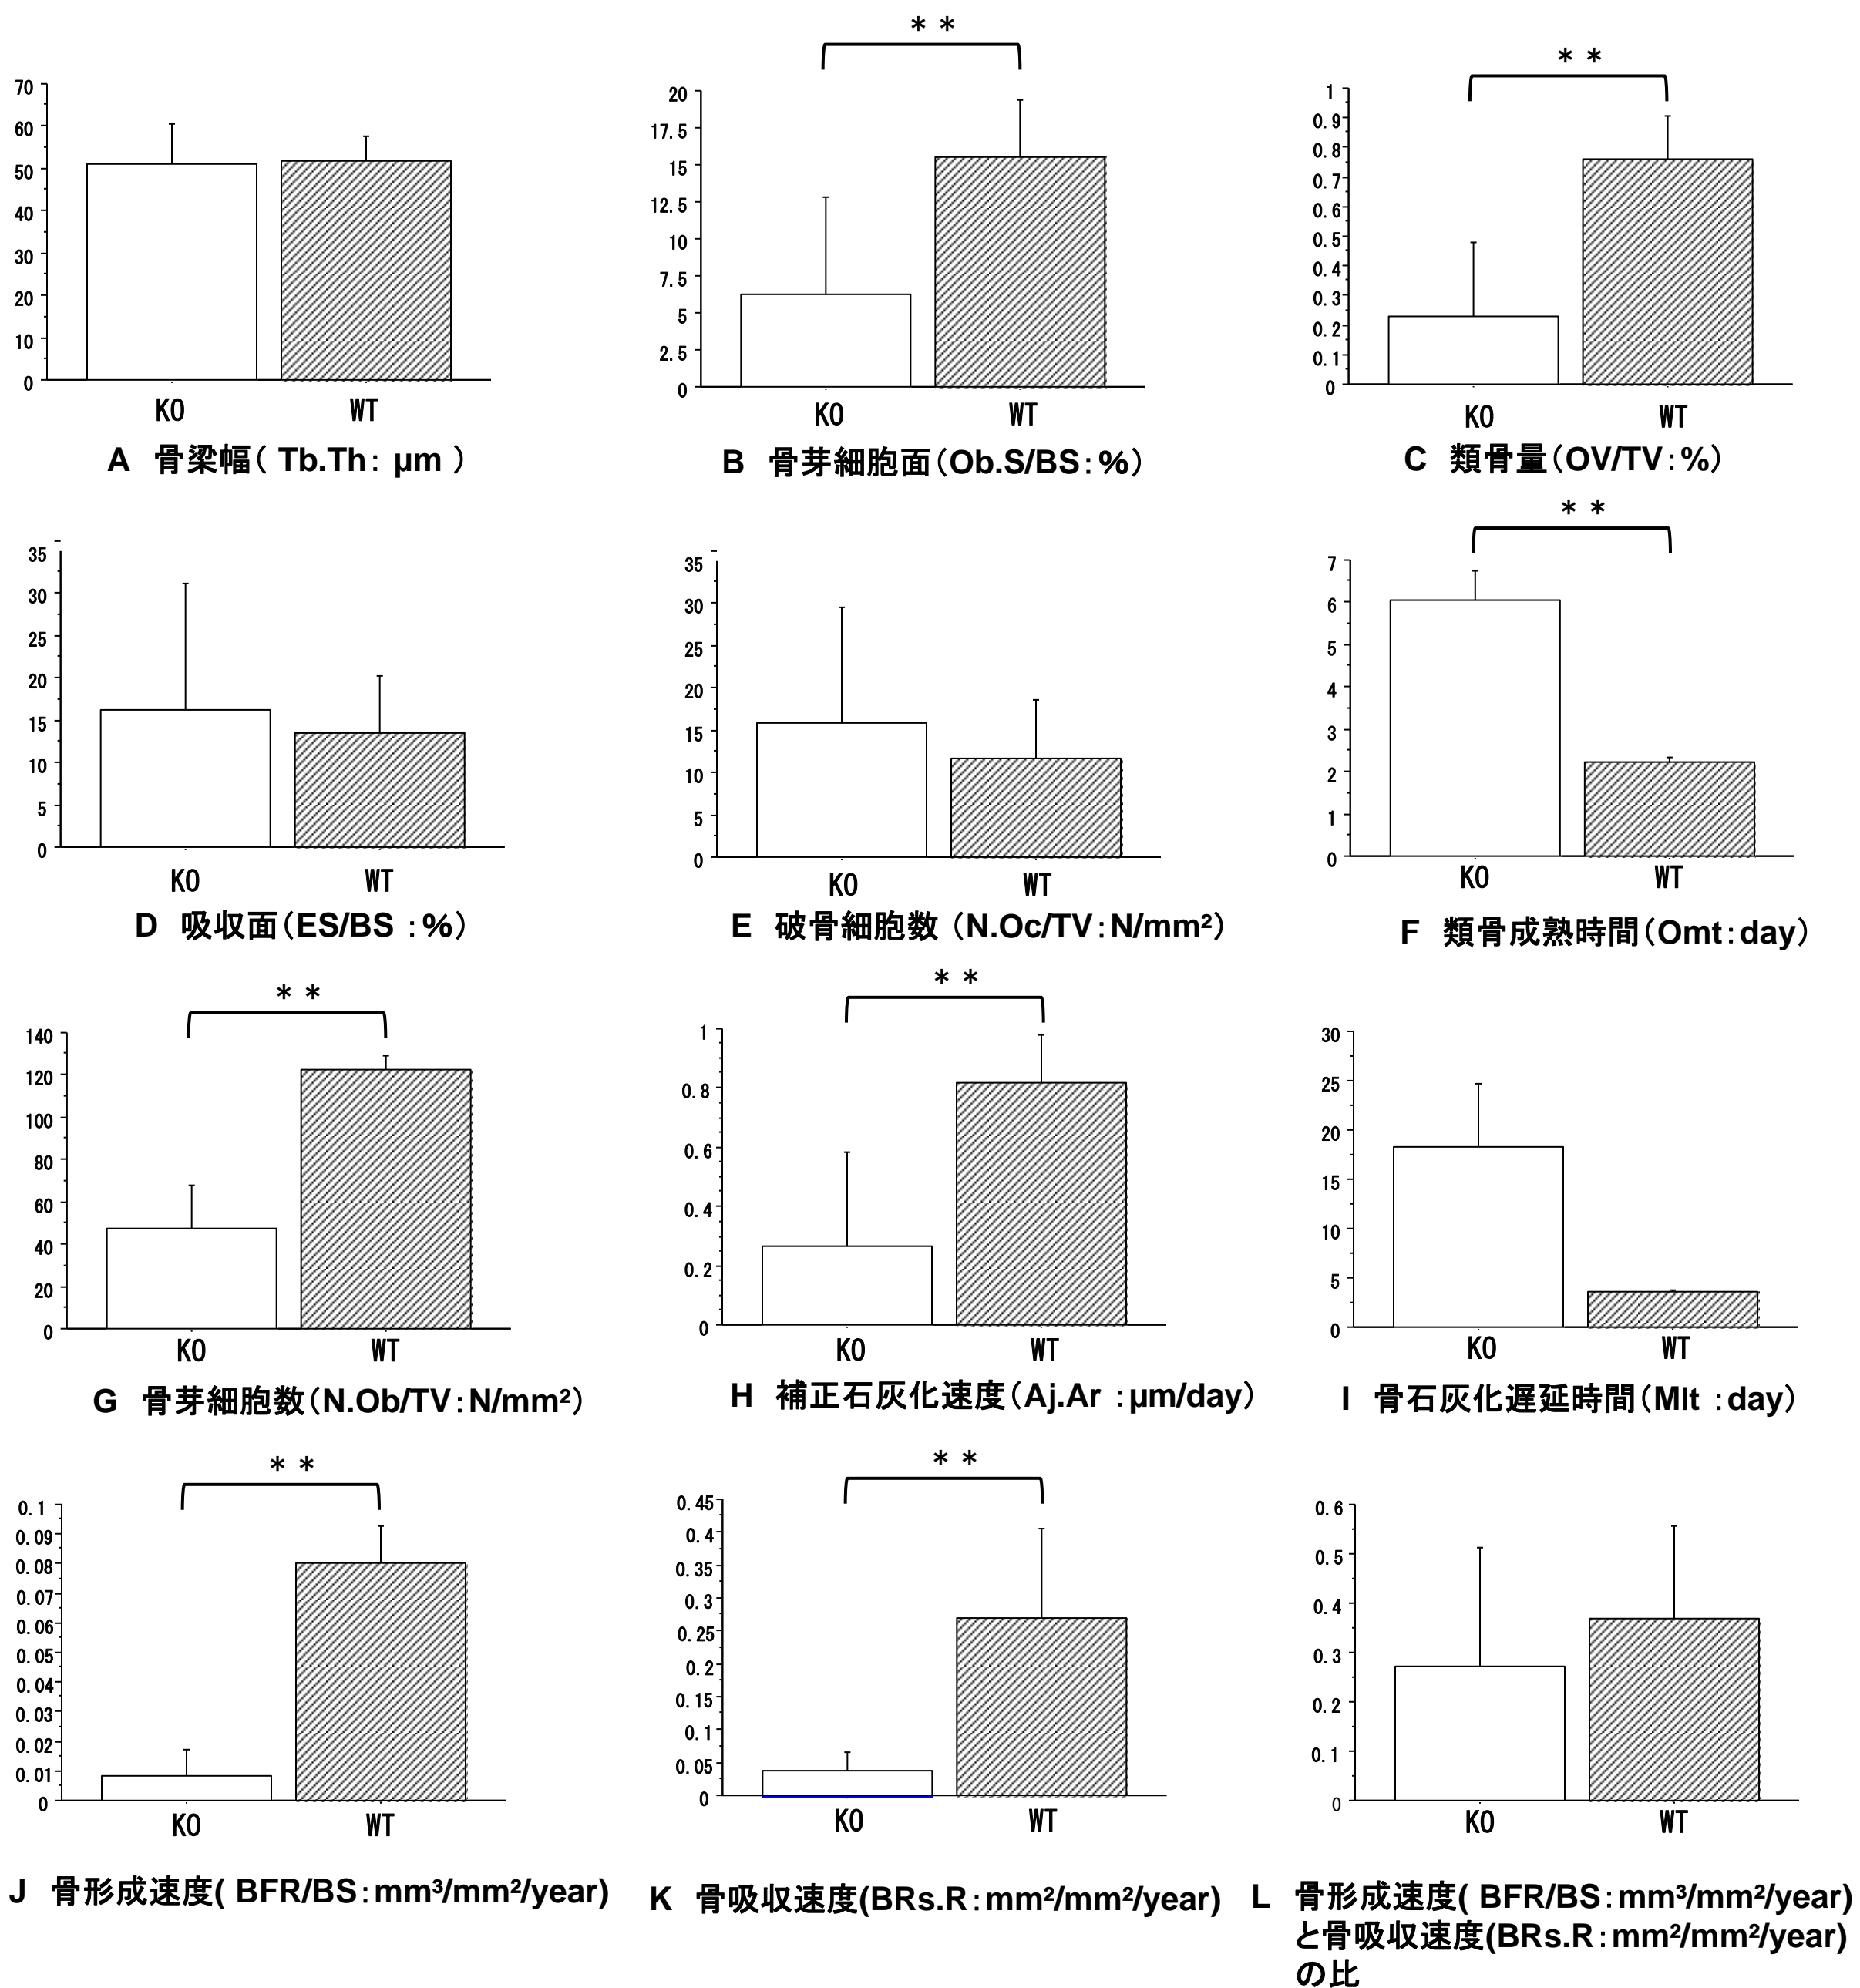 ＊＊
70
60
50
40
30
20
10
0
KO
WT
A 骨梁幅（ Tb.Th： µm ）
20
17.5
15
12.5
10
7.5
5
2.5
0
KO
WT
B 骨芽細胞面（Ob.S/BS：%）
＊＊
1
0.9
0.8
0.7
0.6
0.5
0.4
0.3
0.2
0.1
0
KO
WT
C 類骨量（OV/TV：%）
35
30
25
20
15
10
5
0
KO
WT
D 吸収面（ES/BS ：%）
35
30
25
20
15
10
5
0
KO
WT
E 破骨細胞数 （N.Oc/TV：N/mm²）
＊＊
7
6
5
4
3
2
1
0
KO
WT
F 類骨成熟時間（Omt：day）
＊＊
140
120
100
80
60
40
20
0
KO
WT
G 骨芽細胞数（N.Ob/TV：N/mm²）
＊＊
1
0.8
0.6
0.4
0.2
0
KO
WT
H 補正石灰化速度（Aj.Ar ：µm/day）
30
25
20
15
10
5
0
KO
WT
I 骨石灰化遅延時間（Mlt ：day）
＊＊
0.1
0.09
0.08
0.07
0.06
0.05
0.04
0.03
0.02
0.01
0
KO
WT
J 骨形成速度( BFR/BS：mm³/mm²/year)
＊＊
0.45
0.4
0.35
0.3
0.25
0.2
0.15
0.1
0.05
0
KO
WT
K 骨吸収速度(BRs.R：mm²/mm²/year)
0.6
0.5
0.4
0.3
0.2
0.1
0
KO
WT
L 骨形成速度( BFR/BS：mm³/mm²/year)
と骨吸収速度(BRs.R：mm²/mm²/year)
の比